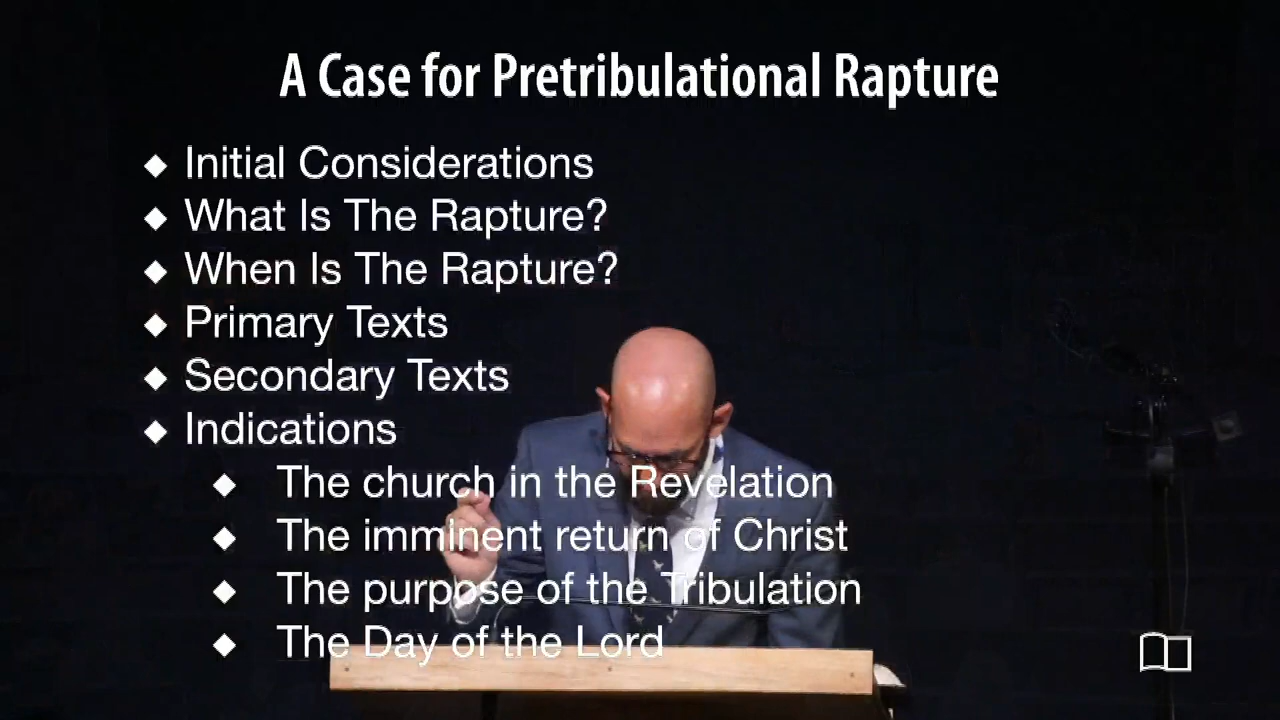 A Case for Pretribulational Rapture
Initial Considerations
What Is The Rapture?
When Is The Rapture?
Primary Texts
Secondary Texts
Indications
The church in the Revelation
The imminent return of Christ
The purpose of the Tribulation
The Day of the Lord